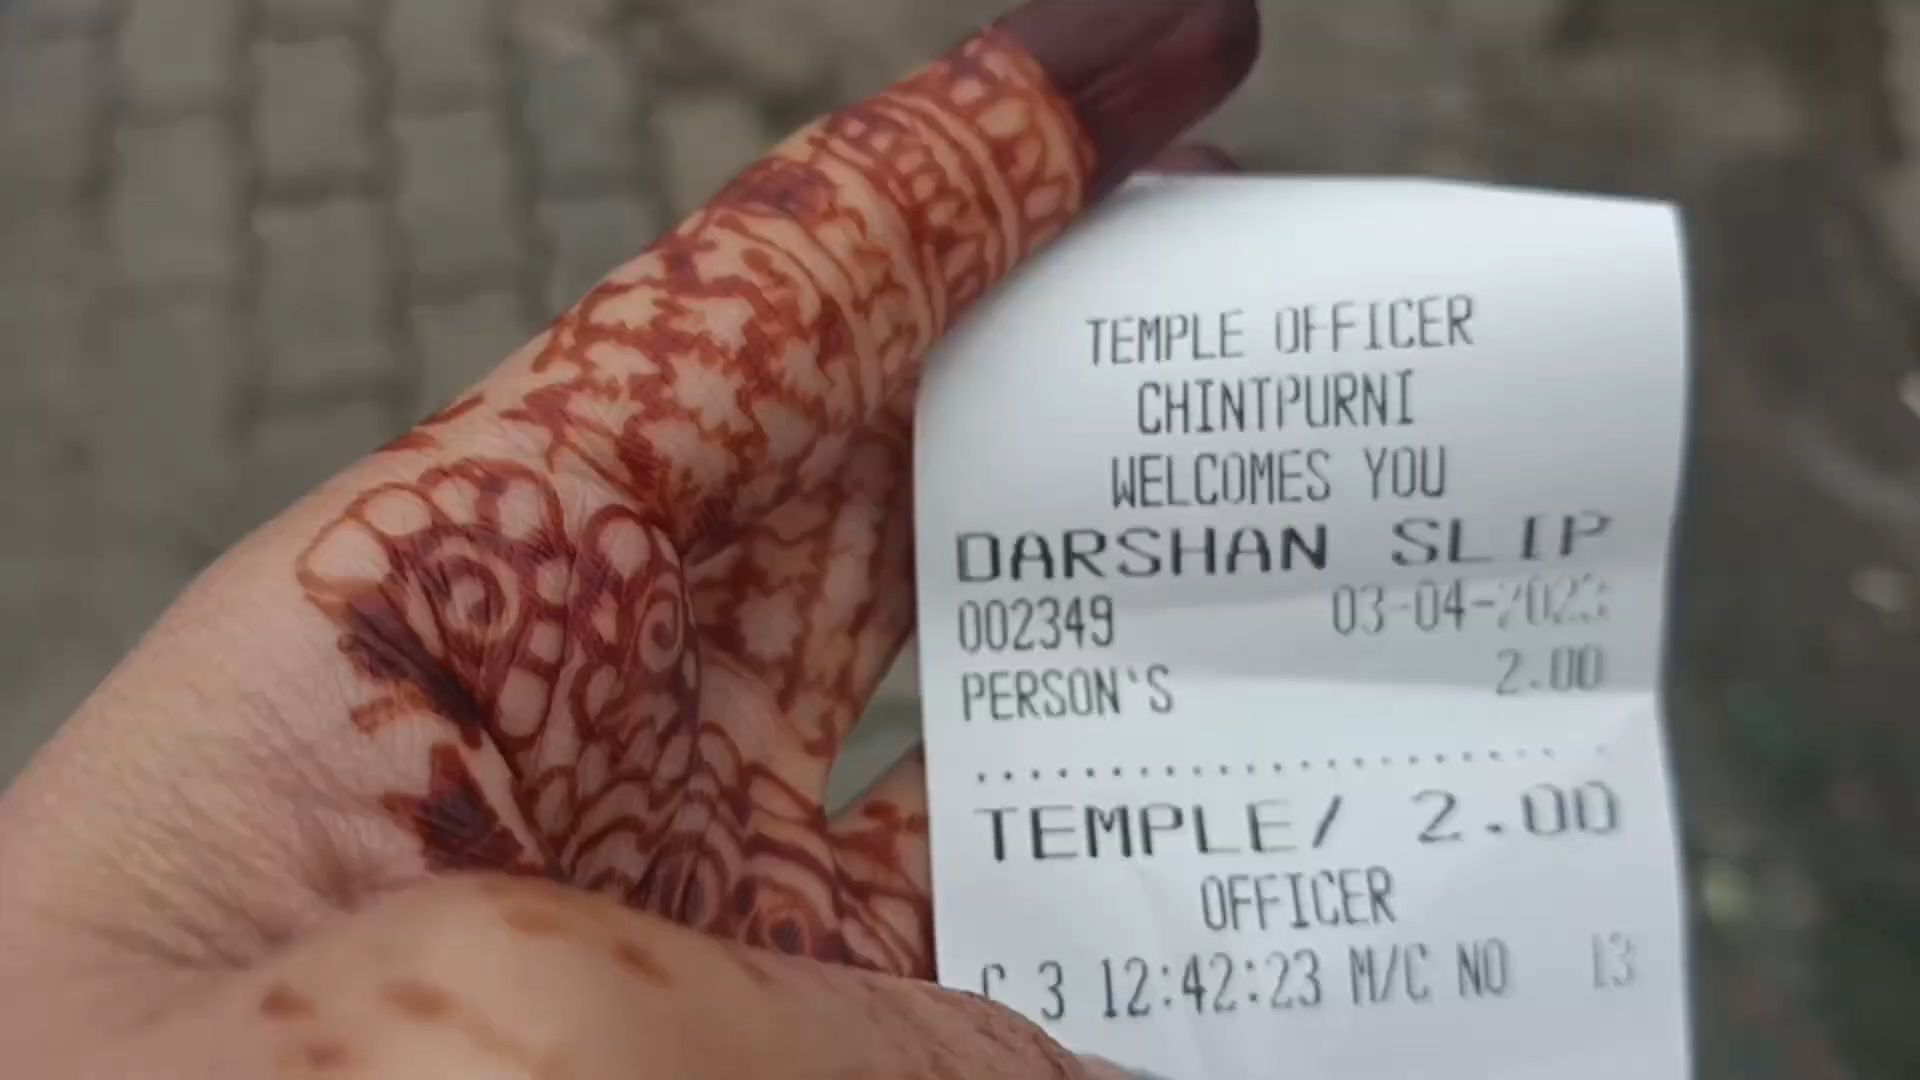 TEMPLE OFFICER
CHINTPURNI
WELCOMES YOU
DARSHAN SLIP
002349 03-04-2023
PERSON'S 2.00
......................
TEMPLE/ 2.00
OFFICER
C 3 12:42:23 M/C NO 13